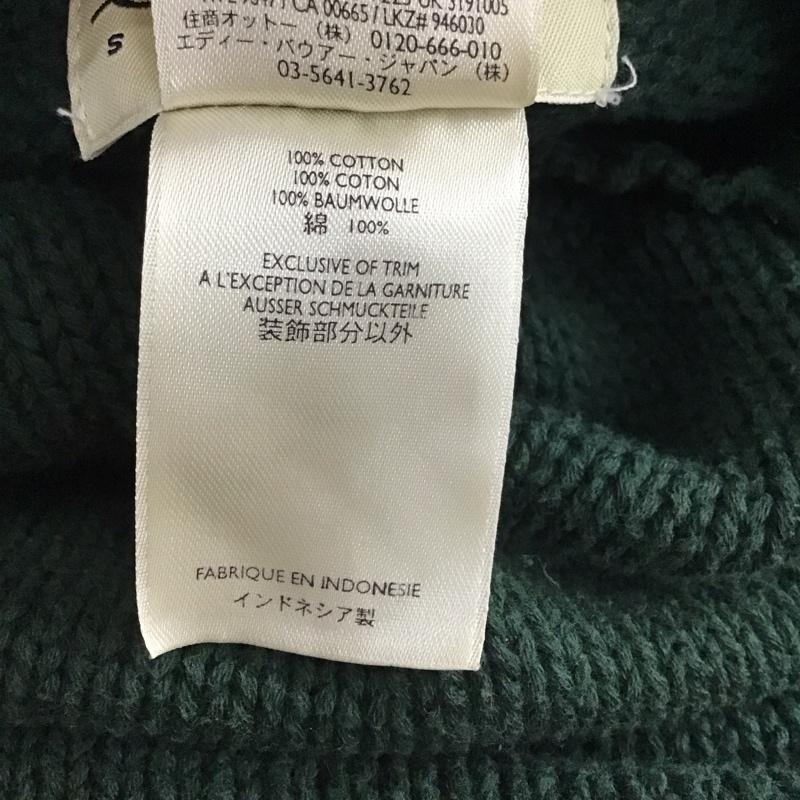 S
CA 00665/LKZ# 946030
住商オットー (株) 0120-666-010
エディー・バウアー・ジャパン (株)
03-5641-3762
100% COTTON
100% COTON
100% BAUMWOLLE
綿 100%
EXCLUSIVE OF TRIM
A L'EXCEPTION DE LA GARNITURE
AUSSER SCHMUCKTEILE
装飾部分以外
FABRIQUE EN INDONESIE
インドネシア製